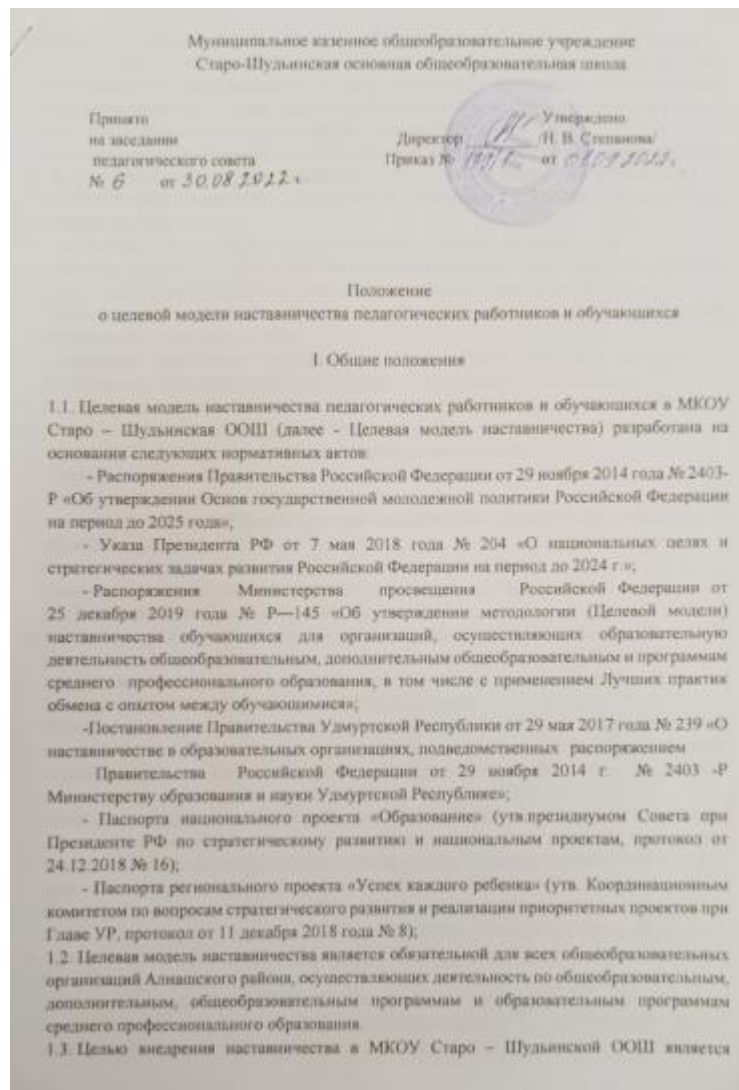 Муниципальное казенное общеобразовательное учреждение
Старо-Шудьинская основная общеобразовательная школа
Принято
на заседании
педагогического совета
№ 6 от 30.08.2022 г
Утверждено
Директор /Н. В. Степанова/
Приказ № от 01.09.2022г.
Положение
о целевой модели наставничества педагогических работников и обучающихся
I. Общие положения
1.1. Целевая модель наставничества педагогических работников и обучающихся в МКОУ
Старо – Шудьинская ООШ (далее - Целевая модель наставничества) разработана на
основании следующих нормативных актов:
- Распоряжения Правительства Российской Федерации от 29 ноября 2014 года № 2403-
Р «Об утверждении Основ государственной молодежной политики Российской Федерации
на период до 2025 года»;
- Указа Президента РФ от 7 мая 2018 года № 204 «О национальных целях и
стратегических задачах развития Российской Федерации на период до 2024 г.»;
- Распоряжения Министерства просвещения Российской Федерации от
25 декабря 2019 года № Р—145 «Об утверждении методологии (Целевой модели)
наставничества обучающихся для организаций, осуществляющих образовательную
деятельность общеобразовательным, дополнительным общеобразовательным и программам
среднего профессионального образования, в том числе с применением Лучших практик
обмена с опытом между обучающимися»;
-Постановление Правительства Удмуртской Республики от 29 мая 2017 года № 239 «О
наставничестве в образовательных организациях, подведомственных распоряжением
Правительства Российской Федерации от 29 ноября 2014 г. № 2403 -Р
Министерству образования и науки Удмуртской Республике»;
- Паспорта национального проекта «Образование» (утв.президиумом Совета при
Президенте РФ по стратегическому развитию и национальным проектам, протокол от
24.12.2018 № 16);
- Паспорта регионального проекта «Успех каждого ребенка» (утв. Координационным
комитетом по вопросам стратегического развития и реализации приоритетных проектов при
Главе УР, протокол от 11 декабря 2018 года № 8);
1.2. Целевая модель наставничества является обязательной для всех общеобразовательных
организаций Алнашского района, осуществляющих деятельность по общеобразовательным,
дополнительным, общеобразовательным программам и образовательным программам
среднего профессионального образования.
1.3. Целью внедрения наставничества в МКОУ Старо – Шудьинской ООШ является